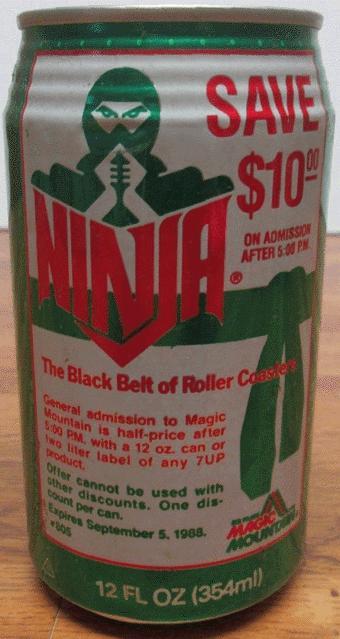 SAVE
$10 00
ON ADMISSION
AFTER 5:00 P.M.
NINJA®
The Black Belt of Roller Coasters
General admission to Magic
Mountain is half-price after
5:00 P.M. with a 12 oz. can or
two liter label of any 7UP
product.
Offer cannot be used with
other discounts. One dis-
count per can.
Expires September 5, 1988.
#805
SIX FLAGS
MAGIC
MOUNTAIN
12 FL OZ (354ml)